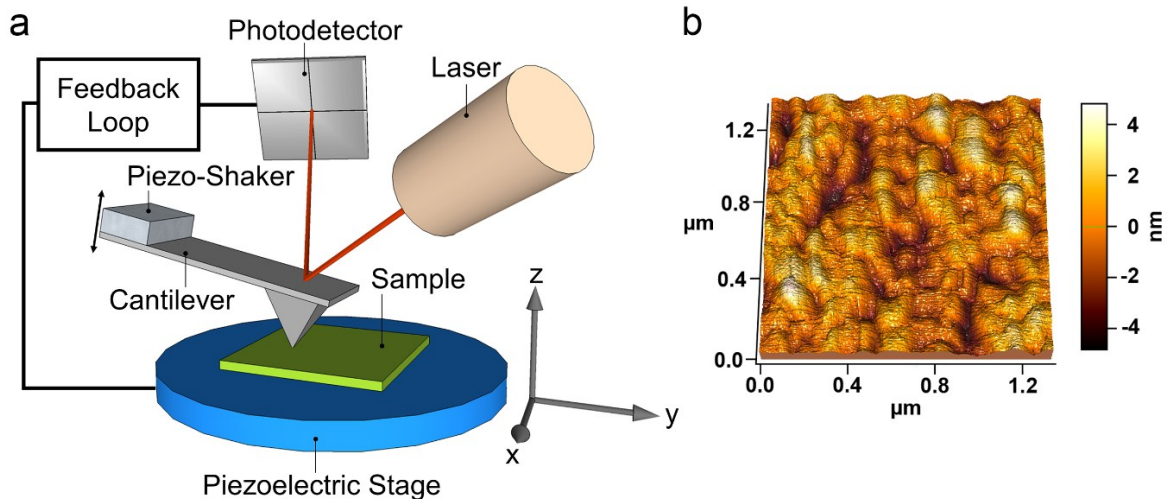 a
Photodetector
Laser
Feedback
Loop
Piezo-Shaker
Cantilever
Sample
z
y
x
Piezoelectric Stage
b
1.2
0.8
µm
0.4
0.0
0.0
0.4
0.8
1.2
µm
4
2
0
-2
-4
nm